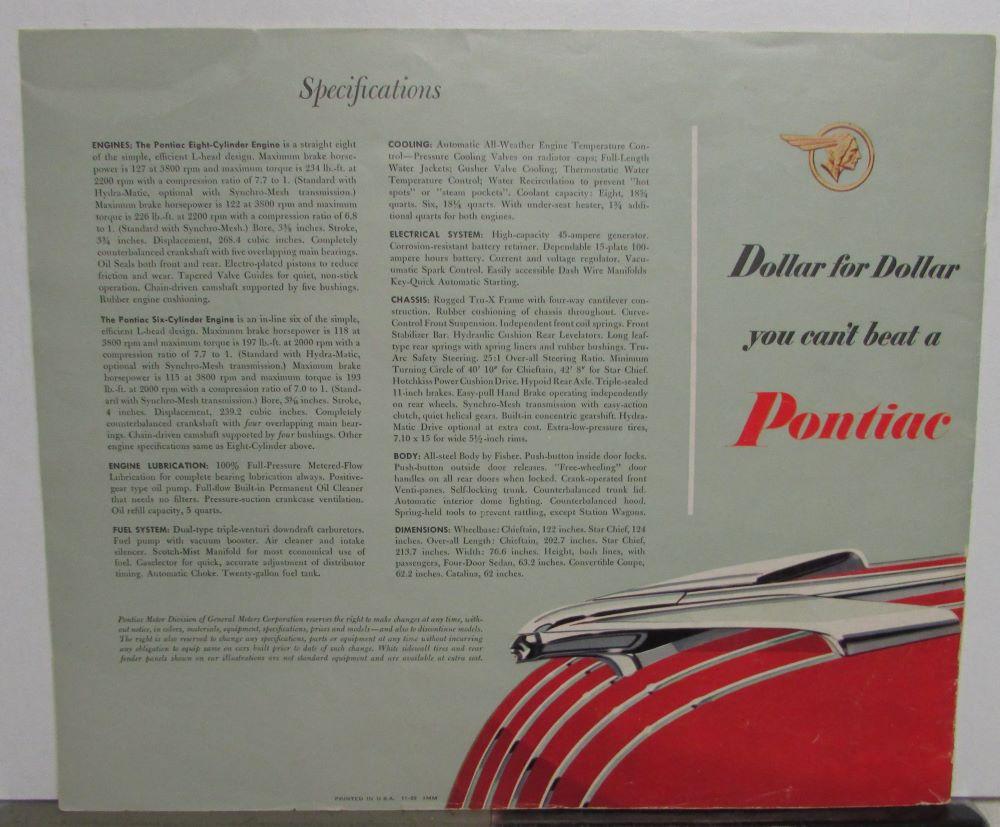 Specifications
ENGINES; The Pontiac Eight-Cylinder Engine is a straight eight
of the simple, efficient L-head design. Maximum brake horse-
power is 127 at 3800 rpm and maximum torque is 234 lb.-ft. at
2200 rpm with a compression ratio of 7.7 to 1. (Standard with
Hydra-Matic, optional with Synchro-Mesh transmission.)
Maximum brake horsepower is 122 at 3800 rpm and maximum
torque is 226 lb.-ft. at 2200 rpm with a compression ratio of 6.8
to 1. (Standard with Synchro-Mesh.) Bore, 3⅜ inches. Stroke,
3¾ inches. Displacement, 268.4 cubic inches. Completely
counterbalanced crankshaft with five overlapping main bearings.
Oil Seals both front and rear. Electro-plated pistons to reduce
friction and wear. Tapered Valve Guides for quiet, non-stick
operation. Chain-driven camshaft supported by five bushings.
Rubber engine cushioning.
The Pontiac Six-Cylinder Engine is an in-line six of the simple,
efficient L-head design. Maximum brake horsepower is 118 at
3800 rpm and maximum torque is 197 lb.-ft. at 2000 rpm with a
compression ratio of 7.7 to 1. (Standard with Hydra-Matic,
optional with Synchro-Mesh transmission.) Maximum brake
horsepower is 115 at 3800 rpm and maximum torque is 193
lb.-ft. at 2000 rpm with a compression ratio of 7.0 to 1. (Stand-
ard with Synchro-Mesh transmission.) Bore, 3⁹⁄₁₆ inches. Stroke,
4 inches. Displacement, 239.2 cubic inches. Completely
counterbalanced crankshaft with four overlapping main bear-
ings. Chain-driven camshaft supported by four bushings. Other
engine specifications same as Eight-Cylinder above.
ENGINE LUBRICATION: 100% Full-Pressure Metered-Flow
Lubrication for complete bearing lubrication always. Positive-
gear type oil pump. Full-flow Built-in Permanent Oil Cleaner
that needs no filters. Pressure-suction crankcase ventilation.
Oil refill capacity, 5 quarts.
FUEL SYSTEM: Dual-type triple-venturi downdraft carburetors.
Fuel pump with vacuum booster. Air cleaner and intake
silencer. Scotch-Mist Manifold for most economical use of
fuel. Gaselector for quick, accurate adjustment of distributor
timing. Automatic Choke. Twenty-gallon fuel tank.
COOLING: Automatic All-Weather Engine Temperature Con-
trol—Pressure Cooling Valves on radiator caps; Full-Length
Water Jackets; Gusher Valve Cooling; Thermostatic Water
Temperature Control; Water Recirculation to prevent "hot
spots" or "steam pockets". Coolant capacity: Eight, 18¾
quarts. Six, 18¼ quarts. With under-seat heater, 1¾ addi-
tional quarts for both engines.
ELECTRICAL SYSTEM: High-capacity 45-ampere generator.
Corrosion-resistant battery retainer. Dependable 15-plate 100-
ampere hours battery. Current and voltage regulator. Vacu-
umatic Spark Control. Easily accessible Dash Wire Manifolds
Key-Quick Automatic Starting.
CHASSIS: Rugged Tru-X Frame with four-way cantilever con-
struction. Rubber cushioning of chassis throughout. Curve-
Control Front Suspension. Independent front coil springs. Front
Stabilizer Bar. Hydraulic Cushion Rear Levelators. Long leaf-
type rear springs with spring liners and rubber bushings. Tru-
Arc Safety Steering. 25:1 Over-all Steering Ratio. Minimum
Turning Circle of 40' 10" for Chieftain, 42' 8" for Star Chief.
Hotchkiss Power Cushion Drive. Hypoid Rear Axle. Triple-sealed
11-inch brakes. Easy-pull Hand Brake operating independently
on rear wheels. Synchro-Mesh transmission with easy-action
clutch, quiet helical gears. Built-in concentric gearshift. Hydra-
Matic Drive optional at extra cost. Extra-low-pressure tires,
7.10 x 15 for wide 5½-inch rims.
BODY: All-steel Body by Fisher. Push-button inside door locks.
Push-button outside door releases. "Free-wheeling" door
handles on all rear doors when locked. Crank-operated front
Venti-panes. Self-locking trunk. Counterbalanced trunk lid.
Automatic interior dome lighting. Counterbalanced hood.
Spring-held tools to prevent rattling, except Station Wagons.
DIMENSIONS: Wheelbase: Chieftain, 122 inches. Star Chief, 124
inches. Over-all Length: Chieftain, 202.7 inches. Star Chief,
213.7 inches. Width: 76.6 inches. Height, both lines, with
passengers, Four-Door Sedan, 63.2 inches. Convertible Coupe,
62.2 inches. Catalina, 62 inches.
Pontiac Motor Division of General Motors Corporation reserves the right to make changes at any time, with-
out notice, in colors, materials, equipment, specifications, prices and models—and also to discontinue models.
The right is also reserved to change any specifications, parts or equipment at any time without incurring
any obligation to equip same on cars built prior to date of such change. White sidewall tires and rear
fender panels shown on car illustrations are not standard equipment and are available at extra cost.
PRINTED IN U.S.A. 11-53 1MM
Dollar for Dollar
you can't beat a
Pontiac